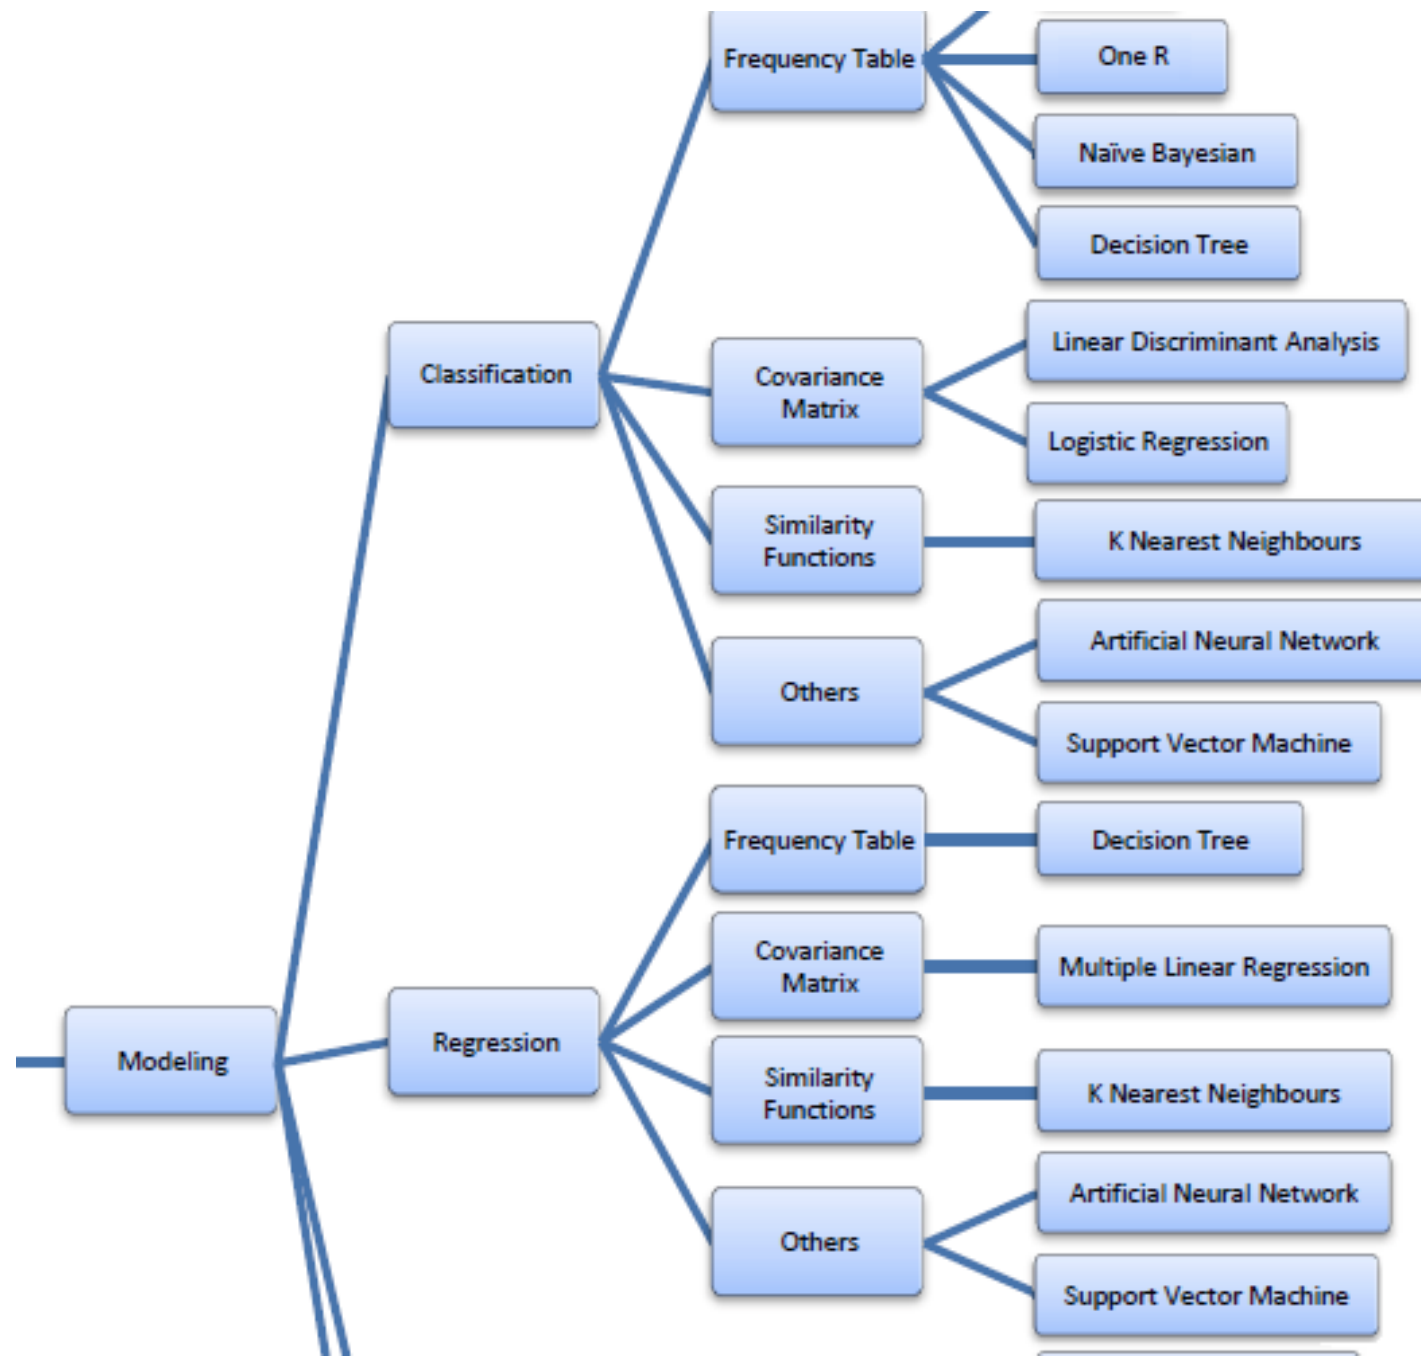 Frequency Table
One R
Naïve Bayesian
Decision Tree
Classification
Covariance
Matrix
Linear Discriminant Analysis
Logistic Regression
Similarity
Functions
K Nearest Neighbours
Others
Artificial Neural Network
Support Vector Machine
Frequency Table
Decision Tree
Covariance
Matrix
Multiple Linear Regression
Modeling
Regression
Similarity
Functions
K Nearest Neighbours
Others
Artificial Neural Network
Support Vector Machine